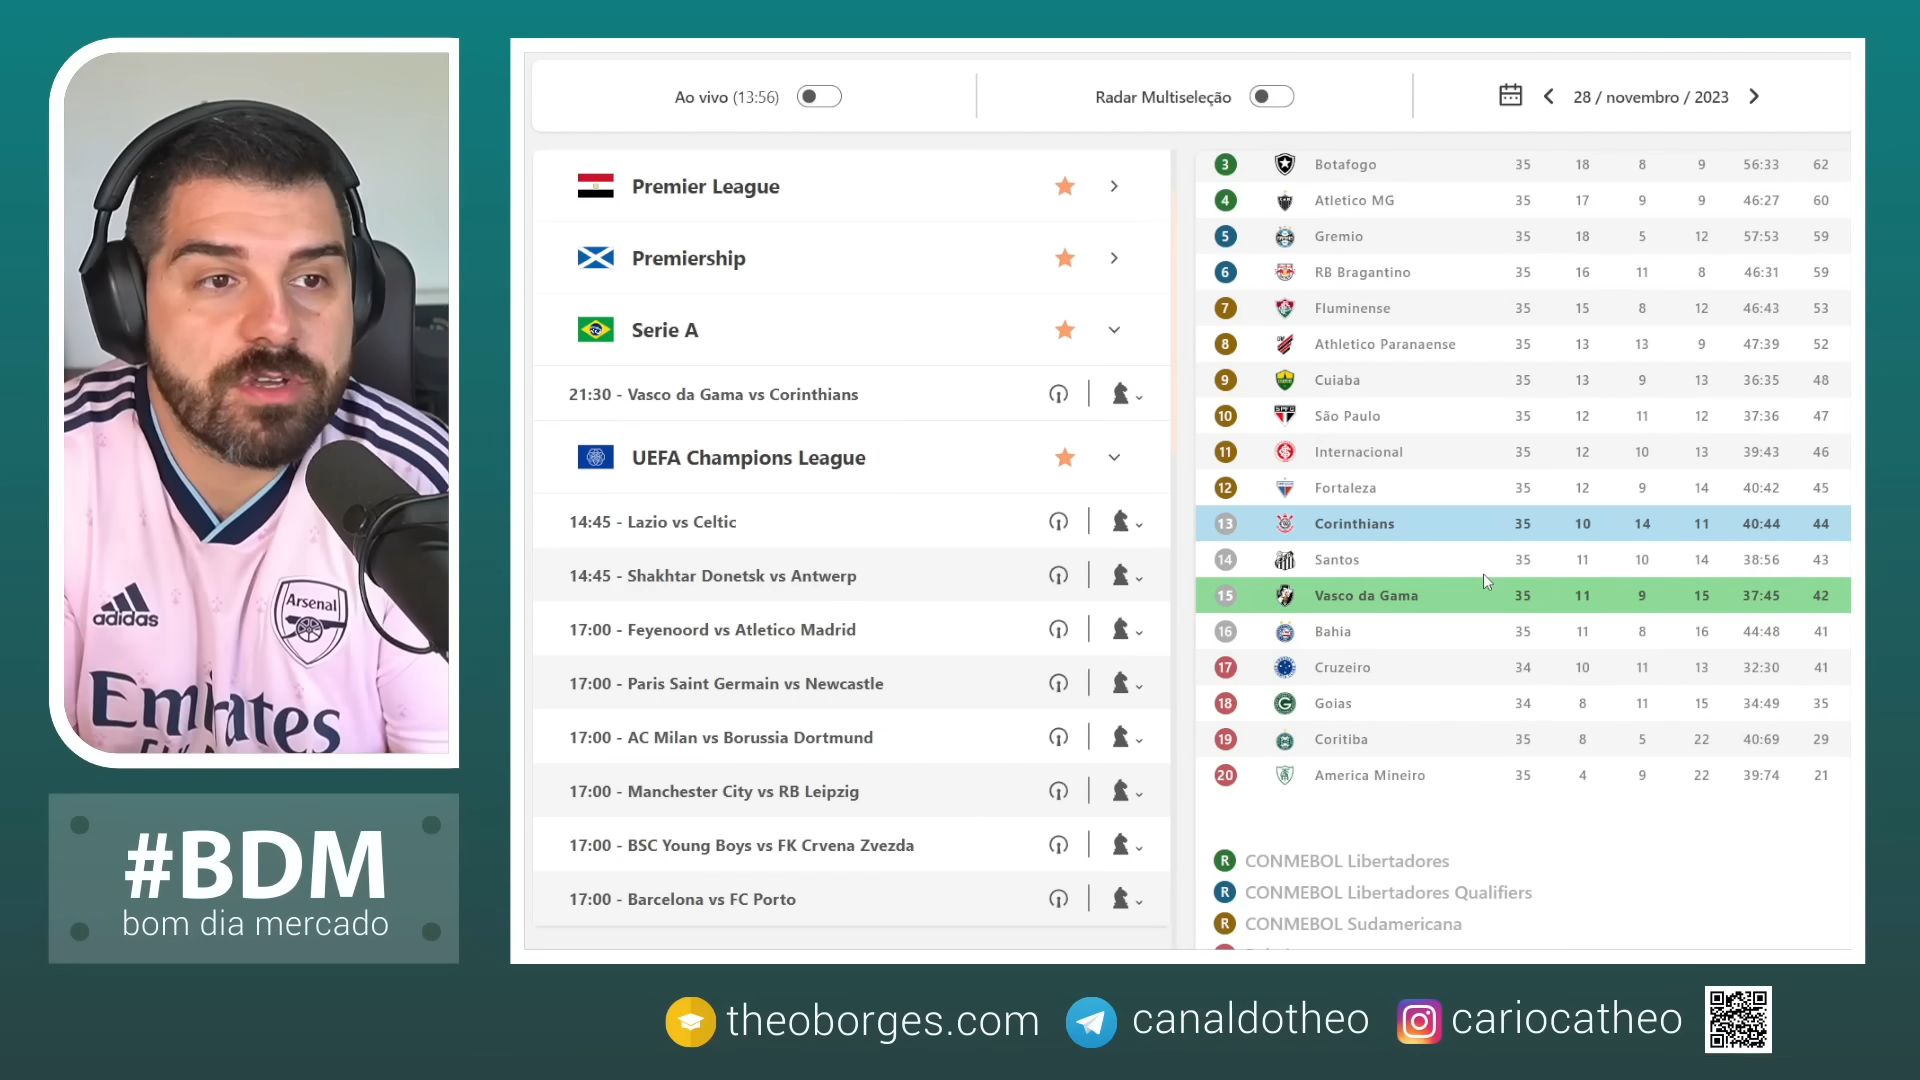 Ao vivo (13:56)
Radar Multiseleção
28 / novembro / 2023
Premier League
Premiership
Serie A
21:30 - Vasco da Gama vs Corinthians
UEFA Champions League
14:45 - Lazio vs Celtic
14:45 - Shakhtar Donetsk vs Antwerp
17:00 - Feyenoord vs Atletico Madrid
17:00 - Paris Saint Germain vs Newcastle
17:00 - AC Milan vs Borussia Dortmund
17:00 - Manchester City vs RB Leipzig
17:00 - BSC Young Boys vs FK Crvena Zvezda
17:00 - Barcelona vs FC Porto
3 Botafogo 35 18 8 9 56:33 62
4 Atletico MG 35 17 9 9 46:27 60
5 Gremio 35 18 5 12 57:53 59
6 RB Bragantino 35 16 11 8 46:31 59
7 Fluminense 35 15 8 12 46:43 53
8 Athletico Paranaense 35 13 13 9 47:39 52
9 Cuiaba 35 13 9 13 36:35 48
10 São Paulo 35 12 11 12 37:36 47
11 Internacional 35 12 10 13 39:43 46
12 Fortaleza 35 12 9 14 40:42 45
13 Corinthians 35 10 14 11 40:44 44
14 Santos 35 11 10 14 38:56 43
15 Vasco da Gama 35 11 9 15 37:45 42
16 Bahia 35 11 8 16 44:48 41
17 Cruzeiro 34 10 11 13 32:30 41
18 Goias 34 8 11 15 34:49 35
19 Coritiba 35 8 5 22 40:69 29
20 America Mineiro 35 4 9 22 39:74 21
R CONMEBOL Libertadores
R CONMEBOL Libertadores Qualifiers
R CONMEBOL Sudamericana
adidas
Arsenal
Emirates
#BDM
bom dia mercado
theoborges.com
canaldotheo
cariocatheo